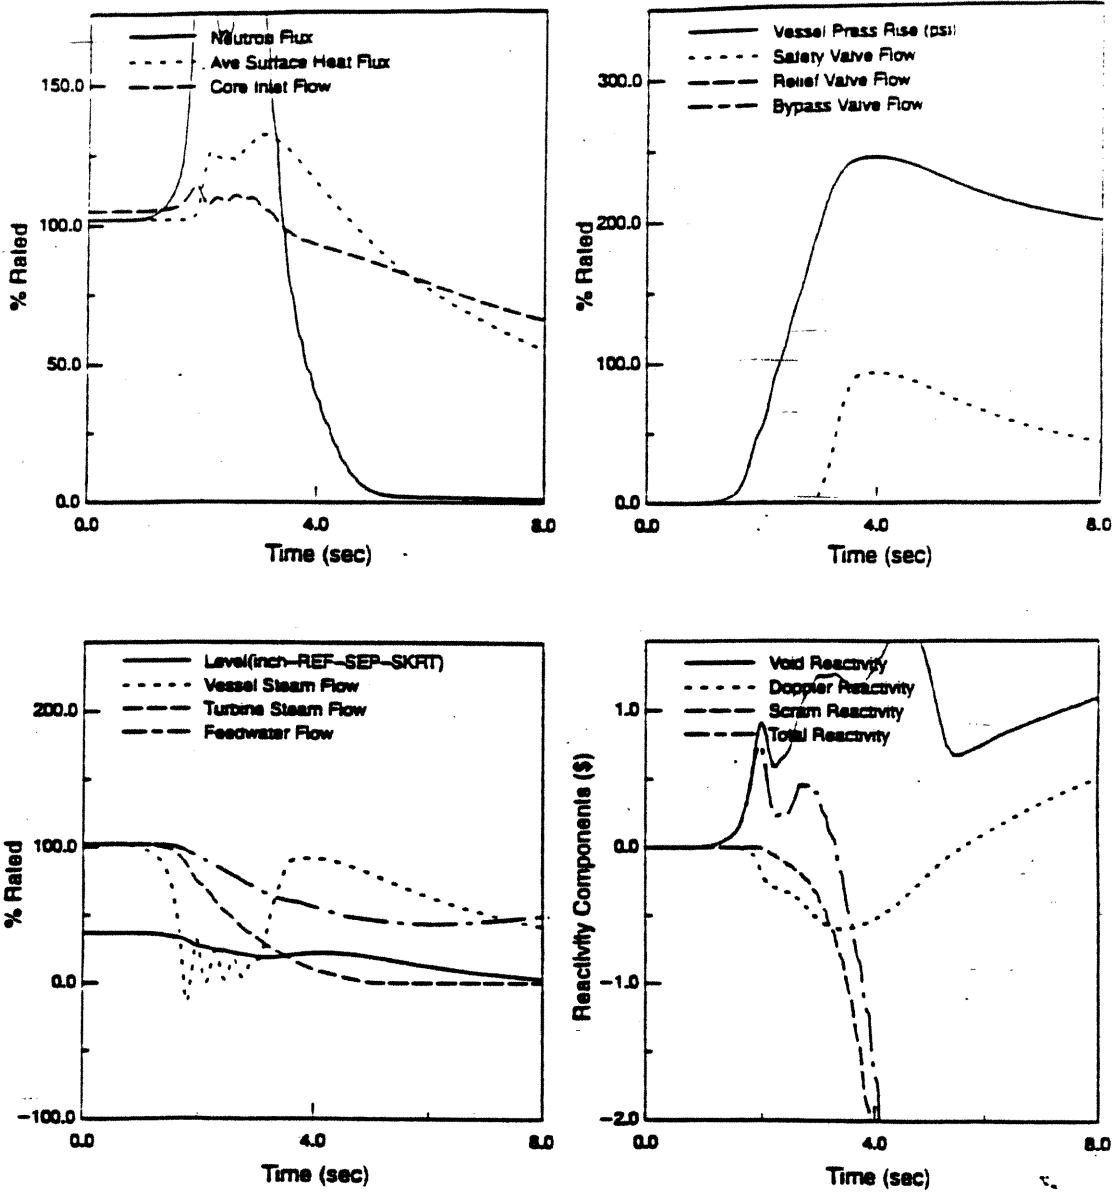 Neutron Flux
Ave Surface Heat Flux
Core Inlet Flow
150.0
100.0
50.0
0.0
% Rated
0.0 4.0 8.0
Time (sec)
Vessel Press Rise (psi)
Safety Valve Flow
Relief Valve Flow
Bypass Valve Flow
300.0
200.0
100.0
0.0
% Rated
0.0 4.0 8.0
Time (sec)
Level(inch-REF-SEP-SKRT)
Vessel Steam Flow
Turbine Steam Flow
Feedwater Flow
200.0
100.0
0.0
-100.0
% Rated
0.0 4.0 8.0
Time (sec)
Void Reactivity
Doppler Reactivity
Scram Reactivity
Total Reactivity
1.0
0.0
-1.0
-2.0
Reactivity Components ($)
0.0 4.0 8.0
Time (sec)